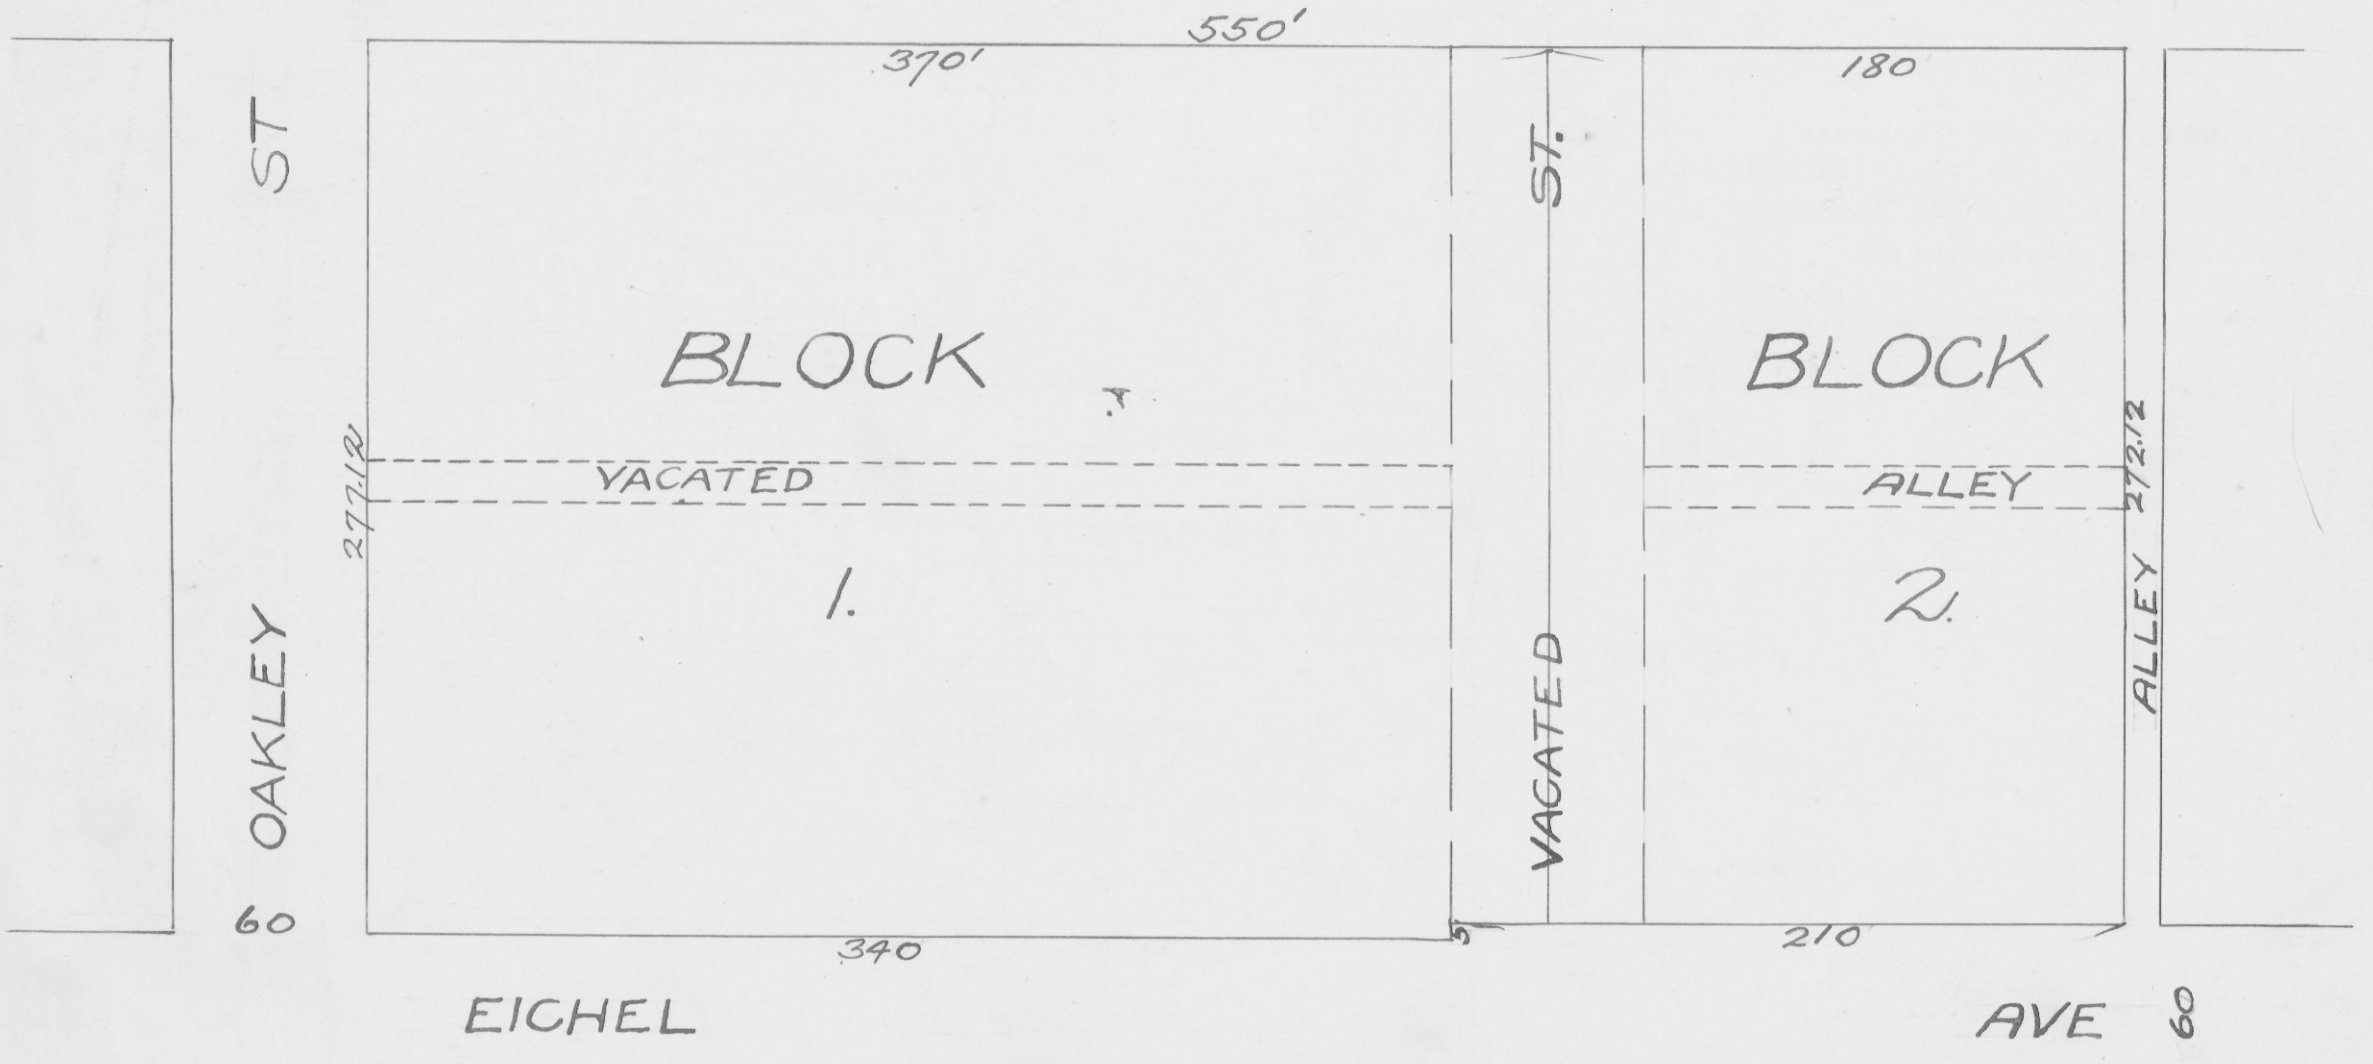 550'
370'
180
ST
ST.
BLOCK
BLOCK
277.12
VACATED
ALLEY
272.12
1.
2.
ALLEY
OAKLEY
VACATED
60
340
5
210
EICHEL
AVE
60